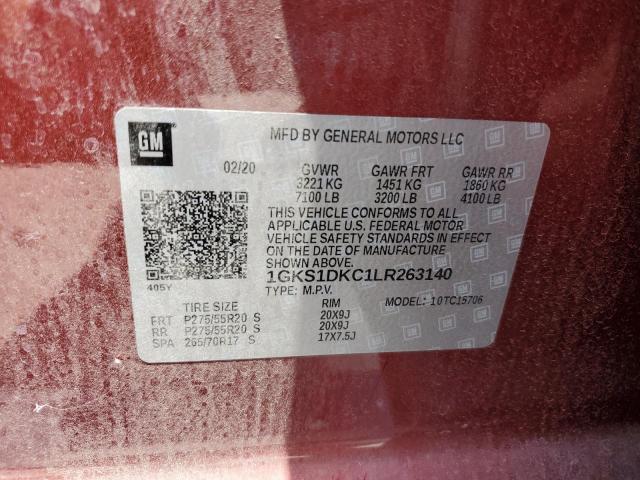 GM
MFD BY GENERAL MOTORS LLC
02/20 GVWR GAWR FRT GAWR RR
3221 KG 1451 KG 1860 KG
7100 LB 3200 LB 4100 LB
THIS VEHICLE CONFORMS TO ALL
APPLICABLE U.S. FEDERAL MOTOR
VEHICLE SAFETY STANDARDS IN EFFECT
ON THE DATE OF MANUFACTURE
SHOWN ABOVE.
1GKS1DKC1LR263140
405Y
TYPE: M.P.V. MODEL: 10TC15706
TIRE SIZE RIM
FRT P275/55R20 S 20X9J
RR P275/55R20 S 20X9J
SPA 265/70R17 S 17X7.5J